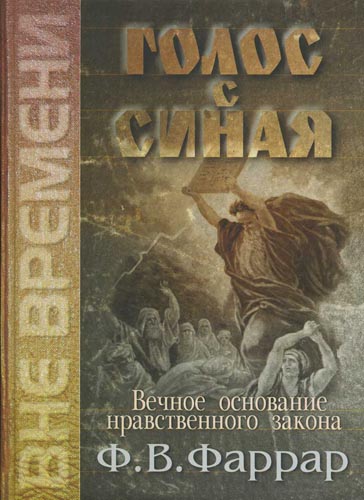 ГОЛОС
С
СИНАЯ
ВНЕ ВРЕМЕНИ
Вечное основание
нравственного закона
Ф.В.Фаррар